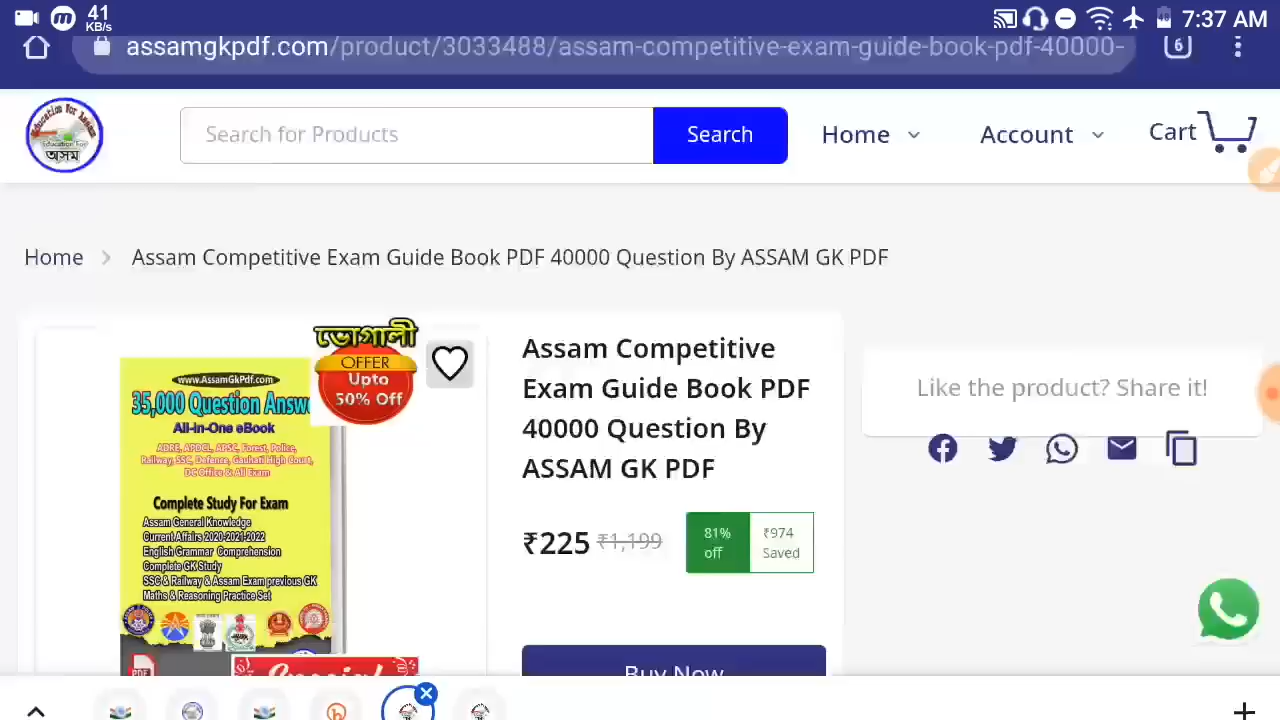 41
KB/s
7:37 AM
assamgkpdf.com/product/3033488/assam-competitive-exam-guide-book-pdf-40000-
6
Education For Assam
অসম
Search for Products
Search
Home
Account
Cart
Home
Assam Competitive Exam Guide Book PDF 40000 Question By ASSAM GK PDF
ভোগালী
OFFER
Upto
50% Off
www.AssamGkPdf.com
35,000 Question Answ
All-in-One eBook
ADRE, APDCL, APSC, Forest, Police,
Railway, SSC, Defense, Gauhati High Court,
DC Office & All Exam
Complete Study For Exam
Assam General Knowledge
Current Affairs 2020-2021-2022
English Grammar Comprehension
Complete GK Study
SSC & Railway & Assam Exam previous GK
Maths & Reasoning Practice Set
PDF
Assam Competitive
Exam Guide Book PDF
40000 Question By
ASSAM GK PDF
₹225 ₹1,199
81%
off
₹974
Saved
Buy Now
Like the product? Share it!